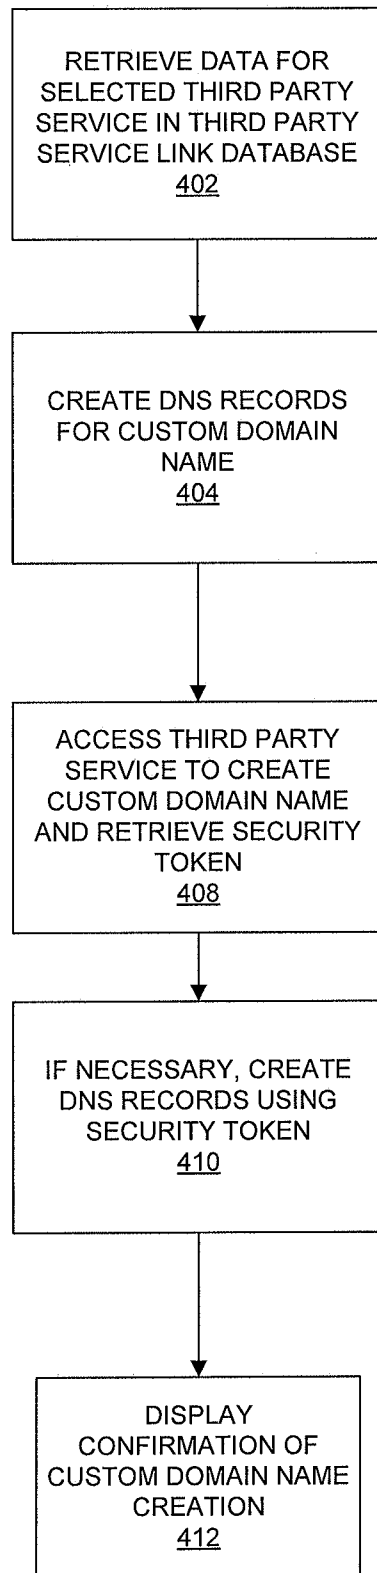 RETRIEVE DATA FOR
SELECTED THIRD PARTY
SERVICE IN THIRD PARTY
SERVICE LINK DATABASE
402
CREATE DNS RECORDS
FOR CUSTOM DOMAIN
NAME
404
ACCESS THIRD PARTY
SERVICE TO CREATE
CUSTOM DOMAIN NAME
AND RETRIEVE SECURITY
TOKEN
408
IF NECESSARY, CREATE
DNS RECORDS USING
SECURITY TOKEN
410
DISPLAY
CONFIRMATION OF
CUSTOM DOMAIN NAME
CREATION
412